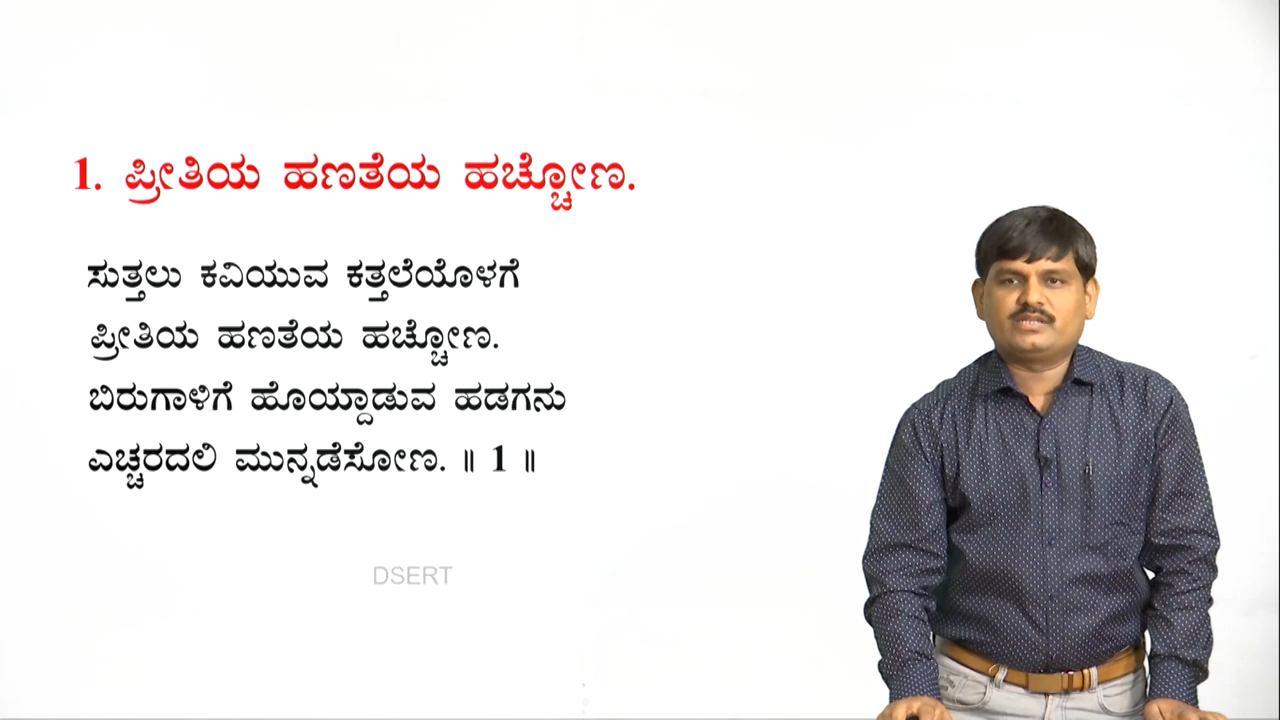 1. ಪ್ರೀತಿಯ ಹಣತೆಯ ಹಚ್ಚೋಣ.
ಸುತ್ತಲು ಕವಿಯುವ ಕತ್ತಲೆಯೊಳಗೆ
ಪ್ರೀತಿಯ ಹಣತೆಯ ಹಚ್ಚೋಣ.
ಬಿರುಗಾಳಿಗೆ ಹೊಯ್ದಾಡುವ ಹಡಗನು
ಎಚ್ಚರದಲಿ ಮುನ್ನಡೆಸೋಣ. ॥ 1 ॥
DSERT